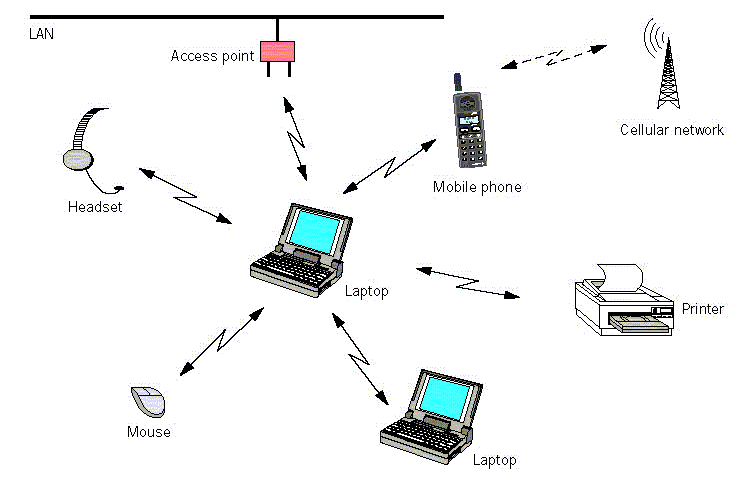 LAN
Access point
Cellular network
Mobile phone
Headset
Laptop
Printer
Mouse
Laptop